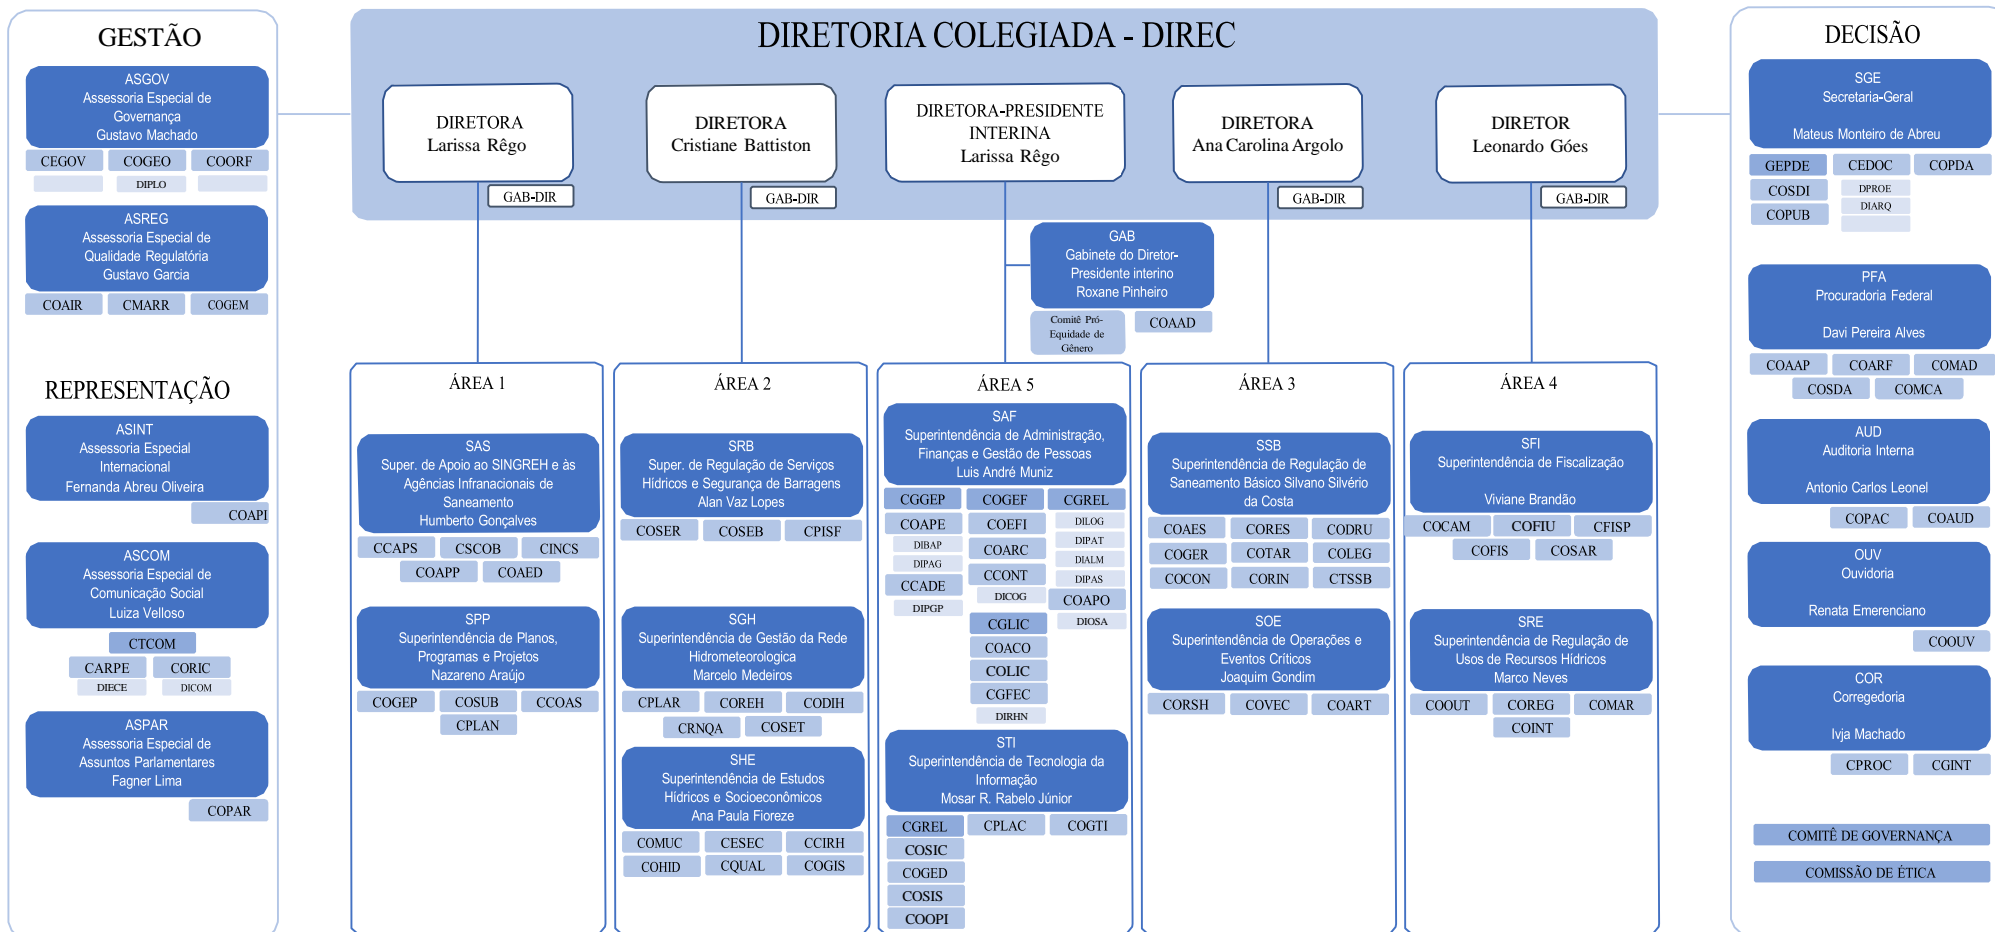 GESTÃO
ASGOV
Assessoria Especial de
Governança
Gustavo Machado
CEGOV COGEO COORF
DIPLO
ASREG
Assessoria Especial de
Qualidade Regulatória
Gustavo Garcia
COAIR CMARR COGEM
REPRESENTAÇÃO
ASINT
Assessoria Especial
Internacional
Fernanda Abreu Oliveira
COAPI
ASCOM
Assessoria Especial de
Comunicação Social
Luiza Velloso
CTCOM
CARPE CORIC
DIECE DICOM
ASPAR
Assessoria Especial de
Assuntos Parlamentares
Fagner Lima
COPAR
DIRETORIA COLEGIADA - DIREC
DIRETORA
Larissa Rêgo
GAB-DIR
DIRETORA
Cristiane Battiston
GAB-DIR
DIRETORA-PRESIDENTE
INTERINA
Larissa Rêgo
DIRETORA
Ana Carolina Argolo
GAB-DIR
DIRETOR
Leonardo Góes
GAB-DIR
GAB
Gabinete do Diretor-
Presidente interino
Roxane Pinheiro
Comitê Pró-
Equidade de
Gênero
COAAD
ÁREA 1
SAS
Super. de Apoio ao SINGREH e às
Agências Infranacionais de
Saneamento
Humberto Gonçalves
CCAPS CSCOB CINCS
COAPP COAED
SPP
Superintendência de Planos,
Programas e Projetos
Nazareno Araújo
COGEP COSUB CCOAS
CPLAN
ÁREA 2
SRB
Super. de Regulação de Serviços
Hídricos e Segurança de Barragens
Alan Vaz Lopes
COSER COSEB CPISF
SGH
Superintendência de Gestão da Rede
Hidrometeorologica
Marcelo Medeiros
CPLAR COREH CODIH
CRNQA COSET
SHE
Superintendência de Estudos
Hídricos e Socioeconômicos
Ana Paula Fioreze
COMUC CESEC CCIRH
COHID CQUAL COGIS
ÁREA 5
SAF
Superintendência de Administração,
Finanças e Gestão de Pessoas
Luis André Muniz
CGGEP COGEF CGREL
COAPE COEFI DILOG
DIBAP COARC DIPAT
DIPAG DIALM
CCADE CCONT DIPAS
DIPGP DICOG COAPO
CGLIC DIOSA
COACO
COLIC
CGFEC
DIRHN
STI
Superintendência de Tecnologia da
Informação
Mosar R. Rabelo Júnior
CGREL CPLAC COGTI
COSIC
COGED
COSIS
COOPI
ÁREA 3
SSB
Superintendência de Regulação de
Saneamento Básico Silvano Silvério
da Costa
COAES CORES CODRU
COGER COTAR COLEG
COCON CORIN CTSSB
SOE
Superintendência de Operações e
Eventos Críticos
Joaquim Gondim
CORSH COVEC COART
ÁREA 4
SFI
Superintendência de Fiscalização
Viviane Brandão
COCAM COFIU CFISP
COFIS COSAR
SRE
Superintendência de Regulação de
Usos de Recursos Hídricos
Marco Neves
COOUT COREG COMAR
COINT
DECISÃO
SGE
Secretaria-Geral
Mateus Monteiro de Abreu
GEPDE CEDOC COPDA
COSDI DPROE
COPUB DIARQ
PFA
Procuradoria Federal
Davi Pereira Alves
COAAP COARF COMAD
COSDA COMCA
AUD
Auditoria Interna
Antonio Carlos Leonel
COPAC COAUD
OUV
Ouvidoria
Renata Emerenciano
COOUV
COR
Corregedoria
Ivja Machado
CPROC CGINT
COMITÊ DE GOVERNANÇA
COMISSÃO DE ÉTICA